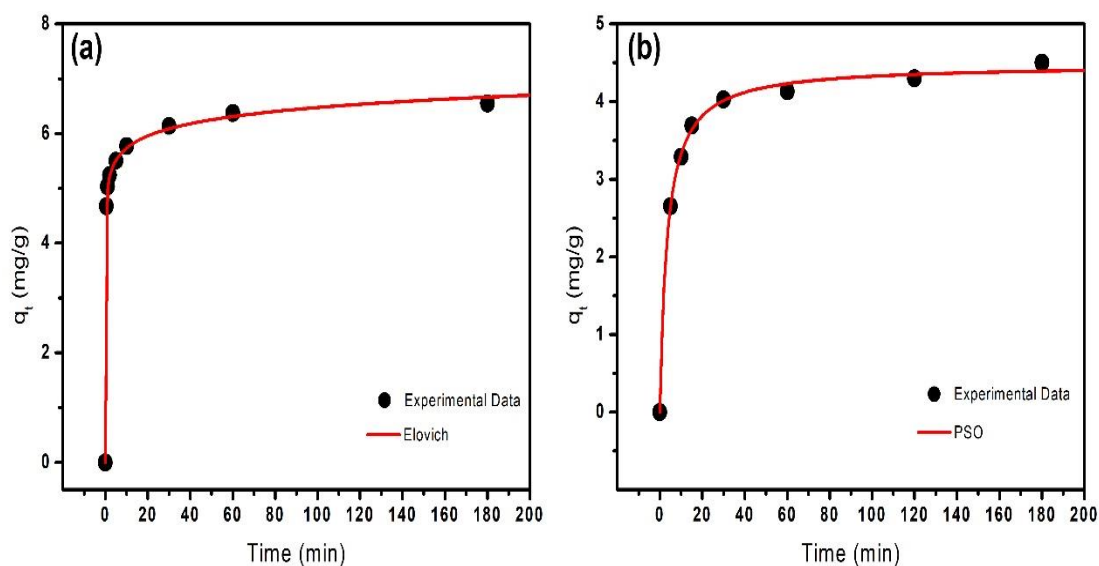 (a)
8
6
4
2
0
q_t (mg/g)
Experimental Data
Elovich
0 20 40 60 80 100 120 140 160 180 200
Time (min)
(b)
5
4
3
2
1
0
q_t (mg/g)
Experimental Data
PSO
0 20 40 60 80 100 120 140 160 180 200
Time (min)